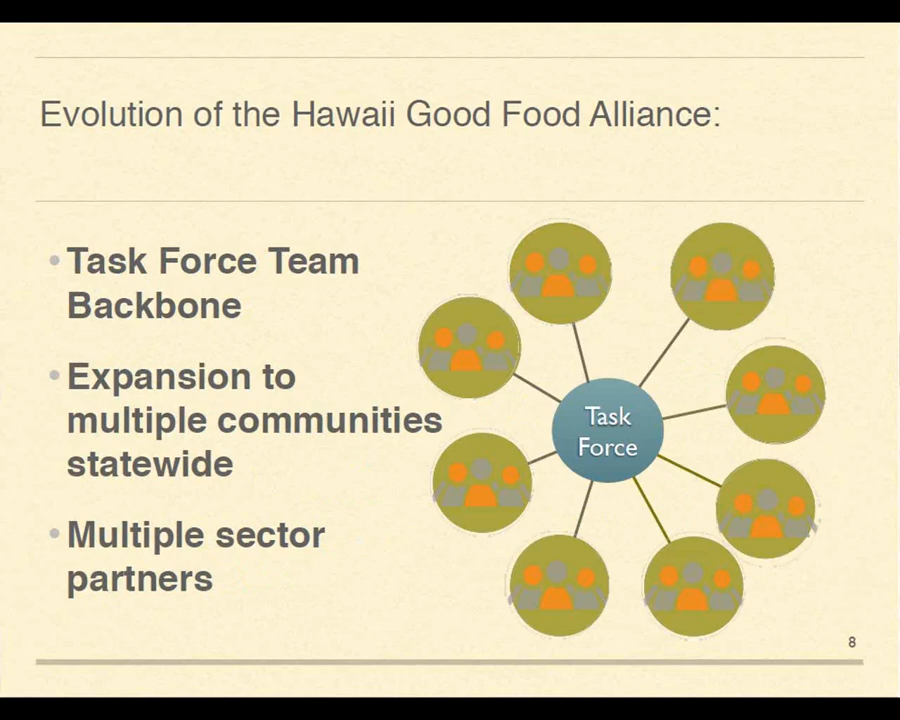 Evolution of the Hawaii Good Food Alliance:
• Task Force Team
Backbone
• Expansion to
multiple communities
statewide
• Multiple sector
partners
Task
Force
8